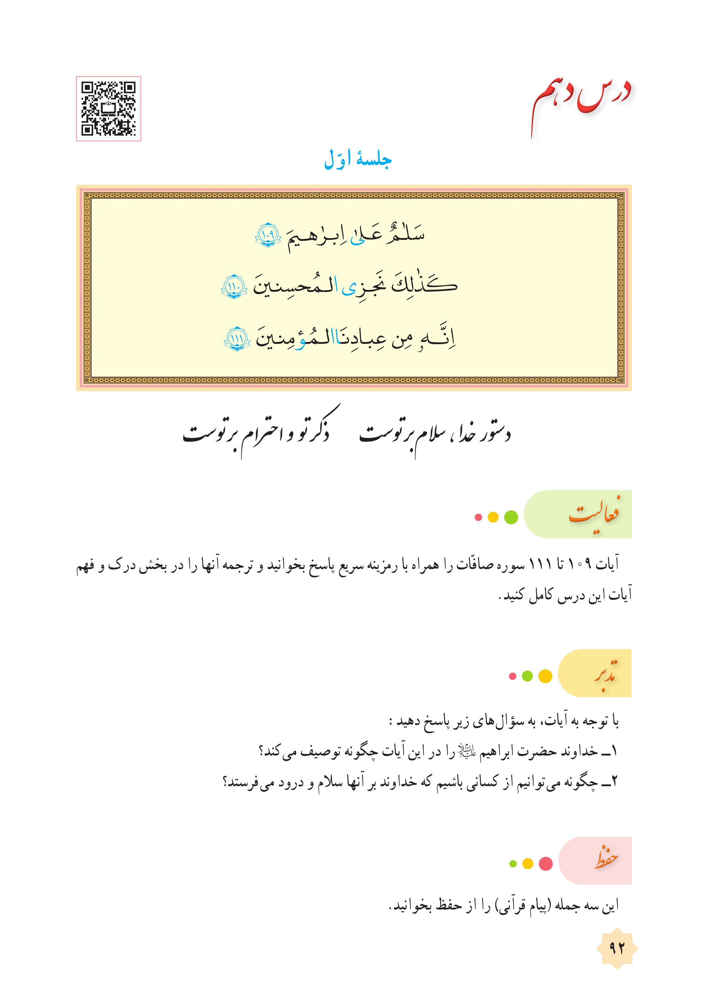 درس دهم
جلسهٔ اوّل
سَلٰمٌ عَلىٰ اِبرٰهیمَ ۱۰۹
کَذٰلِكَ نَجزِی المُحسِنینَ ۱۱۰
اِنَّهٖ مِن عِبادِنَا المُؤمِنینَ ۱۱۱
دستور خدا، سلام بر توست ذکر تو و احترام بر توست
فعالیت
آیات ۱۰۹ تا ۱۱۱ سوره صافّات را همراه با رمزینه سریع پاسخ بخوانید و ترجمه آنها را در بخش درک و فهم
آیات این درس کامل کنید.
تدبر
با توجه به آیات، به سؤال‌های زیر پاسخ دهید :
۱ــ خداوند حضرت ابراهیم علیه‌السلام را در این آیات چگونه توصیف می‌کند؟
۲ــ چگونه می‌توانیم از کسانی باشیم که خداوند بر آنها سلام و درود می‌فرستد؟
حفظ
این سه جمله (پیام قرآنی) را از حفظ بخوانید.
۹۲